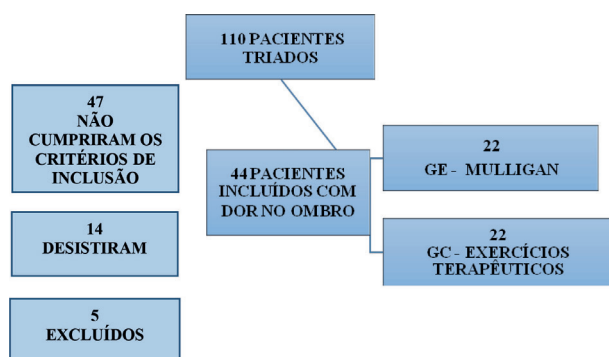 110 PACIENTES
TRIADOS
47
NÃO
CUMPRIRAM OS
CRITÉRIOS DE
INCLUSÃO
14
DESISTIRAM
5
EXCLUÍDOS
44 PACIENTES
INCLUÍDOS COM
DOR NO OMBRO
22
GE - MULLIGAN
22
GC - EXERCÍCIOS
TERAPÊUTICOS